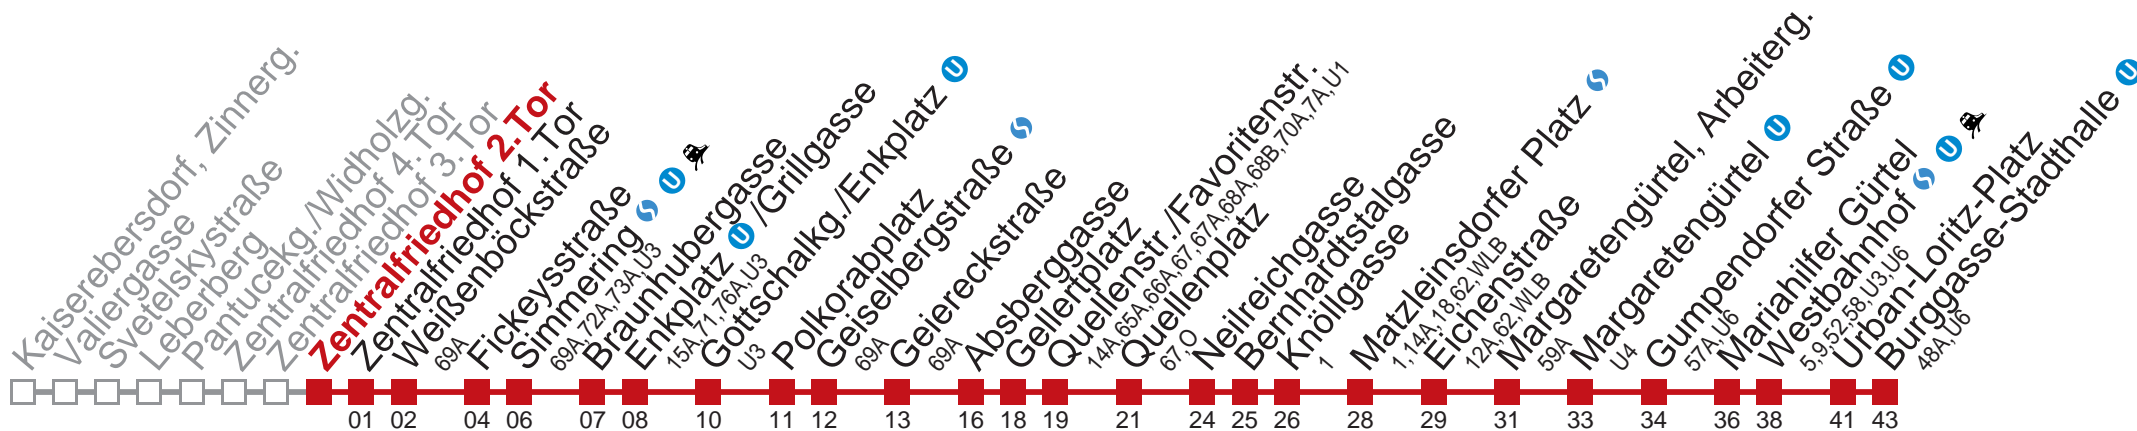 Kaiserebersdorf, Zinnerg.
Valiergasse
Svetelskystraße
Leberberg
Pantucekg./Widholzg.
Zentralfriedhof 4.Tor
Zentralfriedhof 3.Tor
Zentralfriedhof 2.Tor
Zentralfriedhof 1.Tor
Weißenböckstraße
69A
Fickeysstraße
Simmering S U
69A,72A,73A,U3
Braunhubergasse
Enkplatz U /Grillgasse
15A,71,76A,U3
Gottschalkg./Enkplatz U
U3
Polkorabplatz
Geiselbergstraße S
69A
Geiereckstraße
69A
Absberggasse
Gellertplatz
Quellenstr./Favoritenstr.
14A,65A,66A,67,67A,68A,68B,70A,7A,U1
Quellenplatz
67,O
Neilreichgasse
Bernhardtstalgasse
Knöllgasse
1
Matzleinsdorfer Platz S
1,14A,18,62,WLB
Eichenstraße
12A,62,WLB
Margaretengürtel, Arbeiterg.
59A
Margaretengürtel U
U4
Gumpendorfer Straße U
57A,U6
Mariahilfer Gürtel
Westbahnhof S U
5,9,52,58,U3,U6
Urban-Loritz-Platz
Burggasse-Stadthalle U
48A,U6
01 02 04 06 07 08 10 11 12 13 16 18 19 21 24 25 26 28 29 31 33 34 36 38 41 43